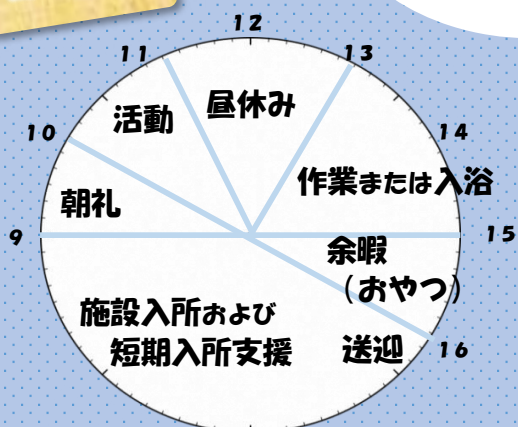 12
11
13
昼休み
活動
10
14
作業または入浴
朝礼
9
15
余暇
（おやつ）
施設入所および
短期入所支援
送迎
16